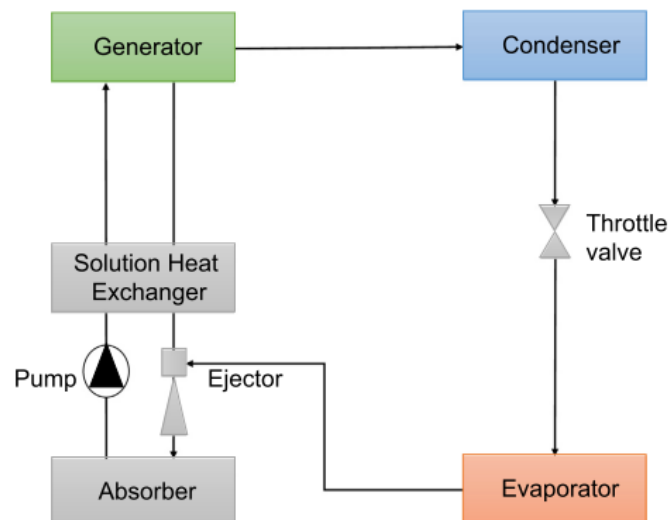 Generator
Condenser
Throttle
valve
Solution Heat
Exchanger
Pump
Ejector
Absorber
Evaporator